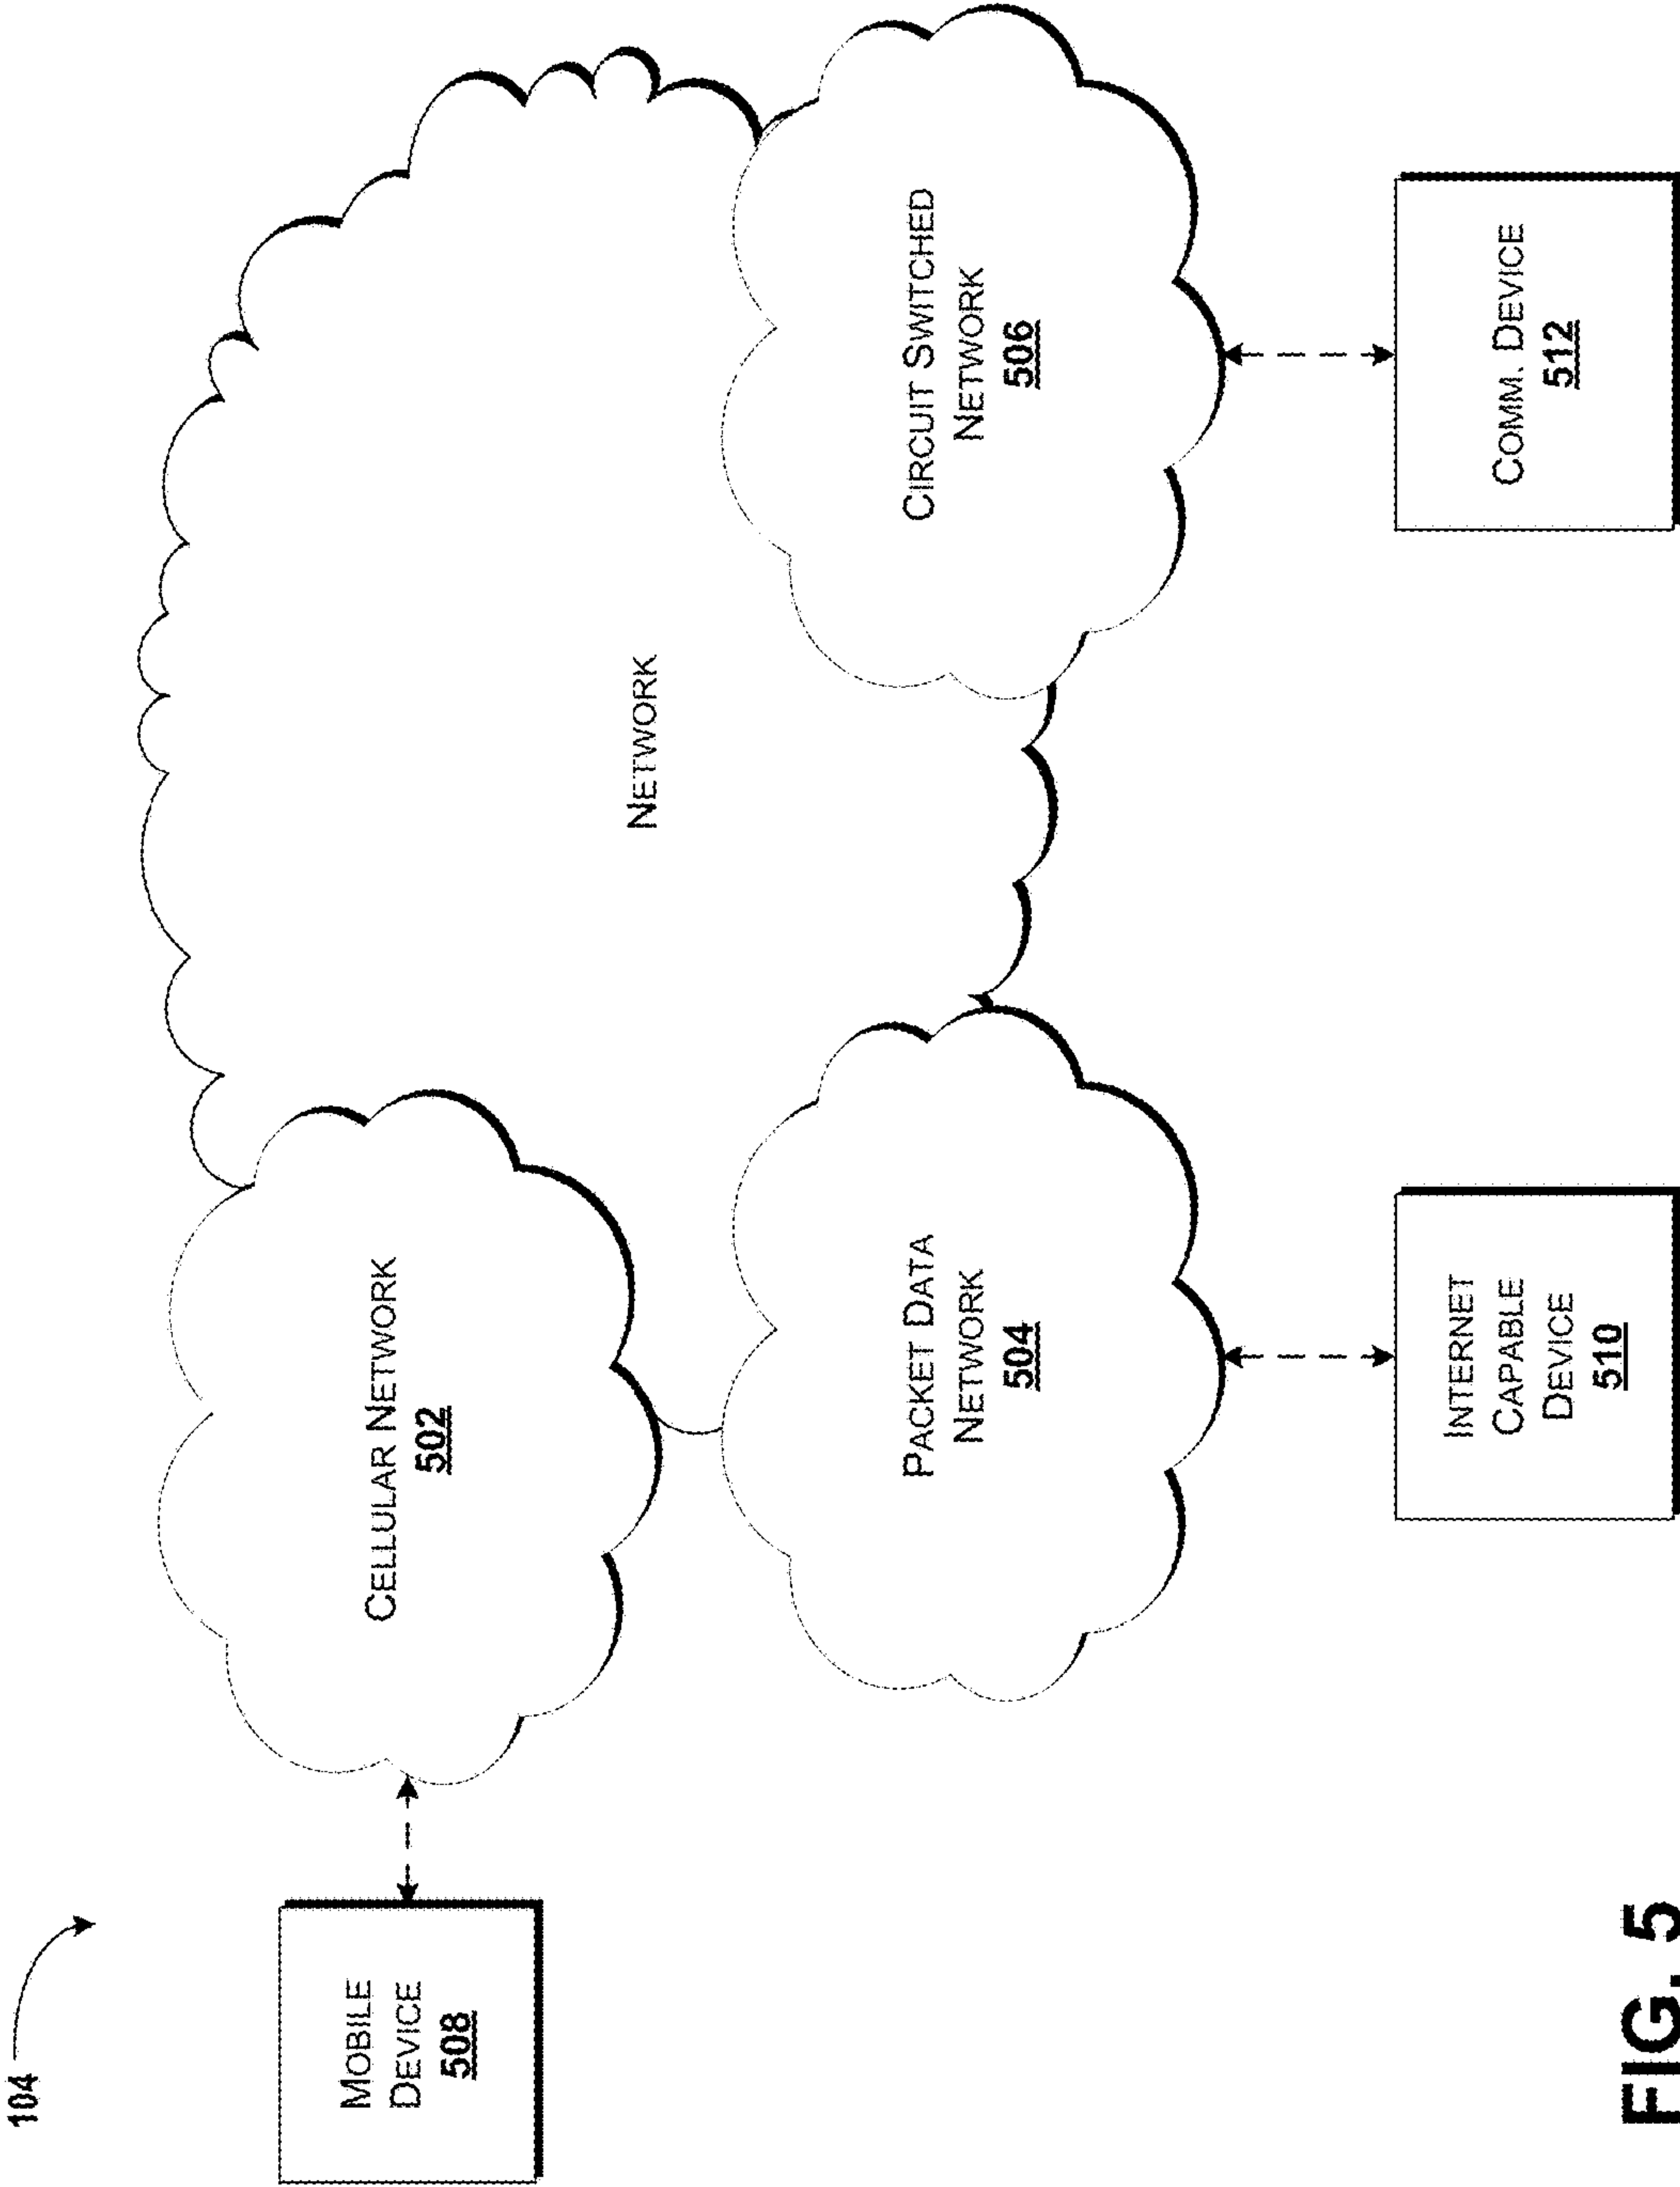 104
MOBILE
DEVICE
508
CELLULAR NETWORK
502
NETWORK
PACKET DATA
NETWORK
504
CIRCUIT SWITCHED
NETWORK
506
INTERNET
CAPABLE
DEVICE
510
COMM. DEVICE
512
FIG. 5